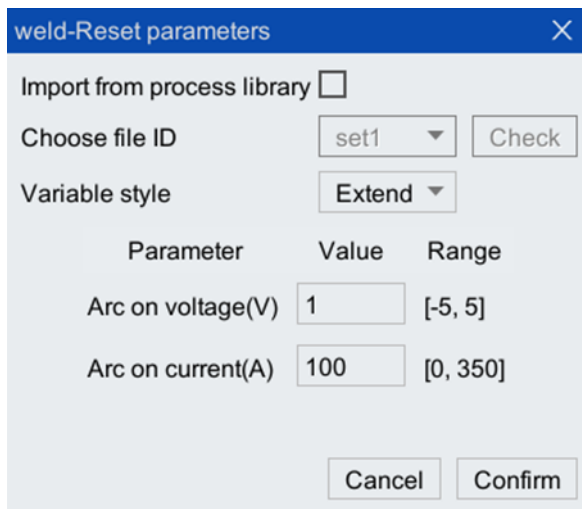 weld-Reset parameters
Import from process library
Choose file ID set1 Check
Variable style Extend
Parameter Value Range
Arc on voltage(V) 1 [-5, 5]
Arc on current(A) 100 [0, 350]
Cancel Confirm